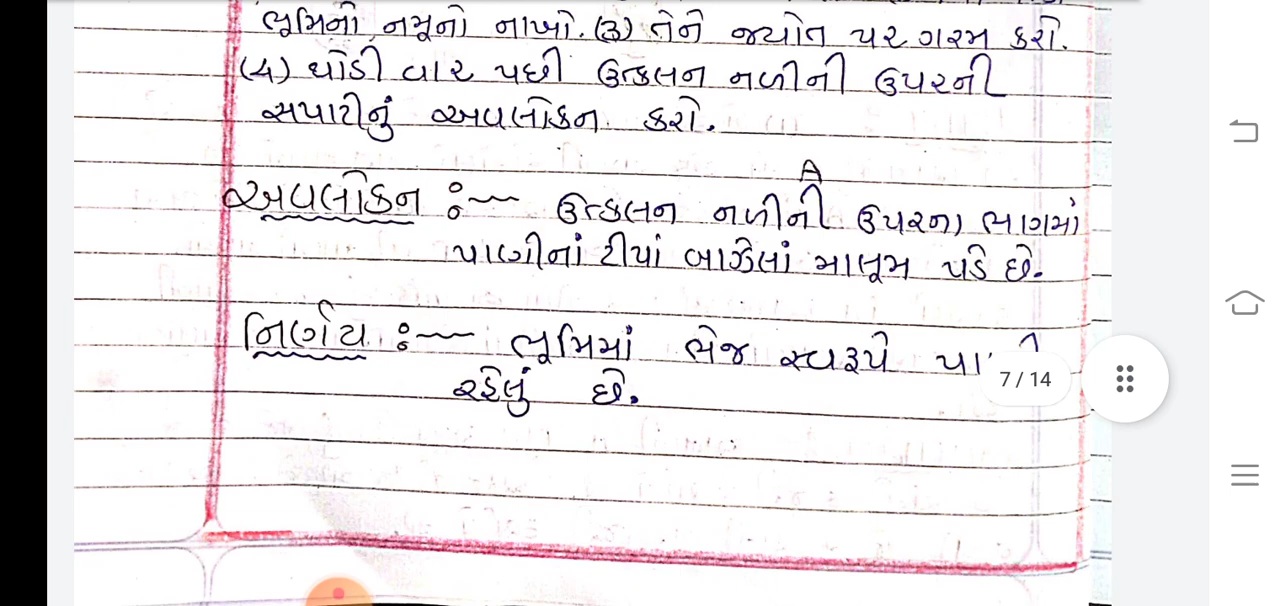 ભૂમિનો નમૂનો નાખો. (૩) તેને જ્યોત પર ગરમ કરો.
(૪) થોડી વાર પછી ઉત્કલન નળીની ઉપરની
સપાટીનું અવલોકન કરો.
A
અવલોકન :~ ઉત્કલન નળીની ઉપરના ભાગમાં
પાણીનાં ટીપાં બાઝેલાં માલૂમ પડે છે.
નિર્ણય :~ ભૂમિમાં ભેજ સ્વરૂપે
રહેલું છે.
7 / 14